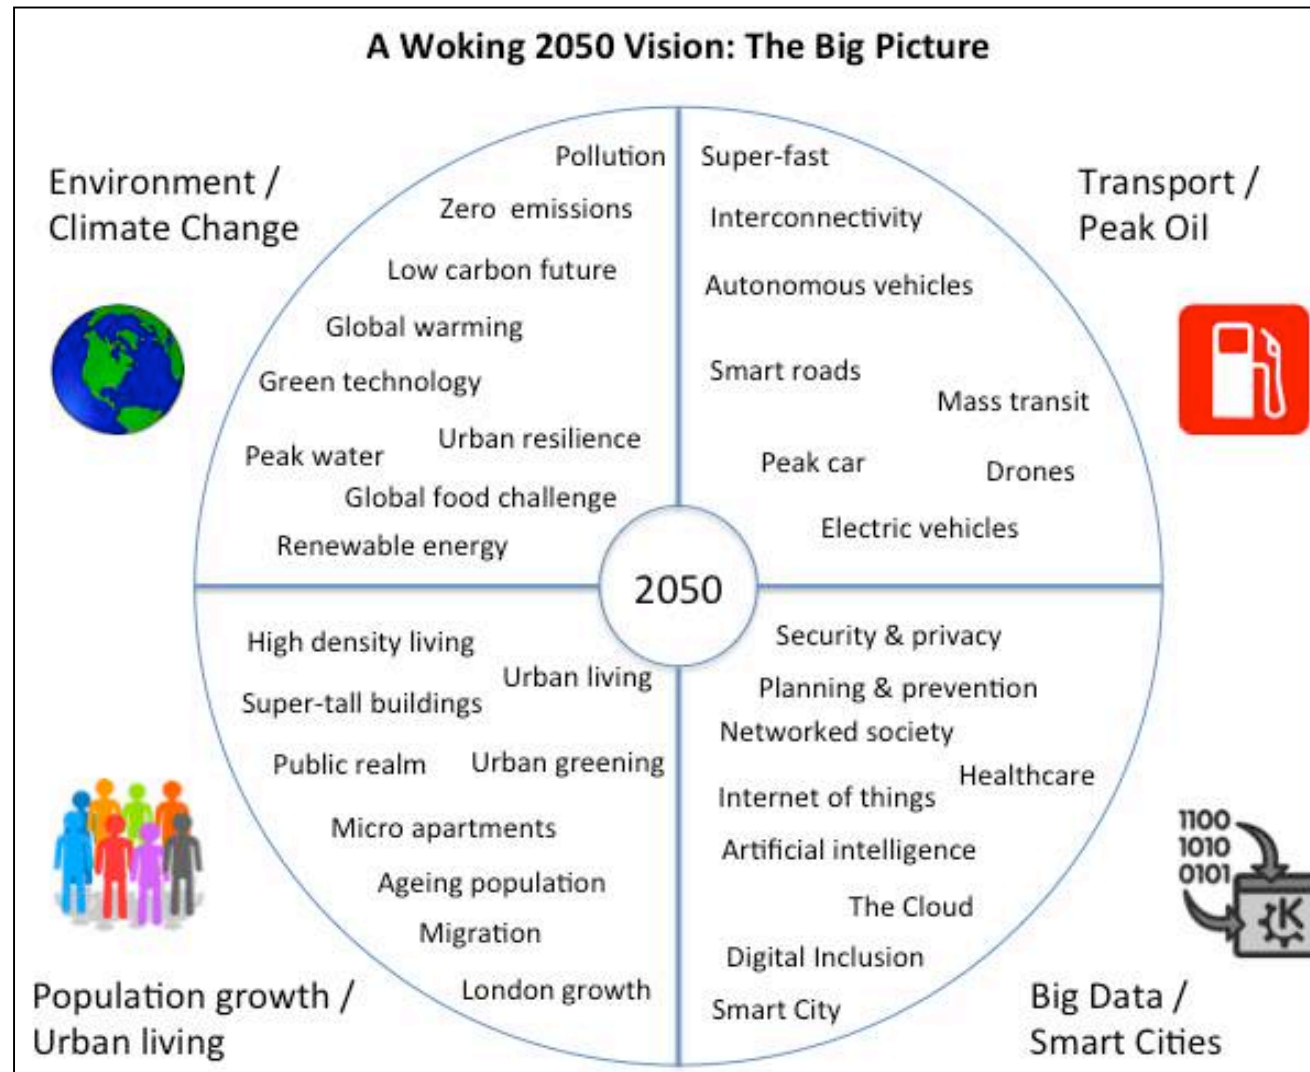 A Woking 2050 Vision: The Big Picture
Environment /
Climate Change
Pollution
Zero emissions
Low carbon future
Global warming
Green technology
Urban resilience
Peak water
Global food challenge
Renewable energy
Super-fast
Interconnectivity
Autonomous vehicles
Smart roads
Mass transit
Peak car
Drones
Electric vehicles
Transport /
Peak Oil
2050
High density living
Urban living
Super-tall buildings
Public realm
Urban greening
Micro apartments
Ageing population
Migration
London growth
Population growth /
Urban living
Security & privacy
Planning & prevention
Networked society
Healthcare
Internet of things
Artificial intelligence
The Cloud
Digital Inclusion
Smart City
1100
1010
0101
K
Big Data /
Smart Cities